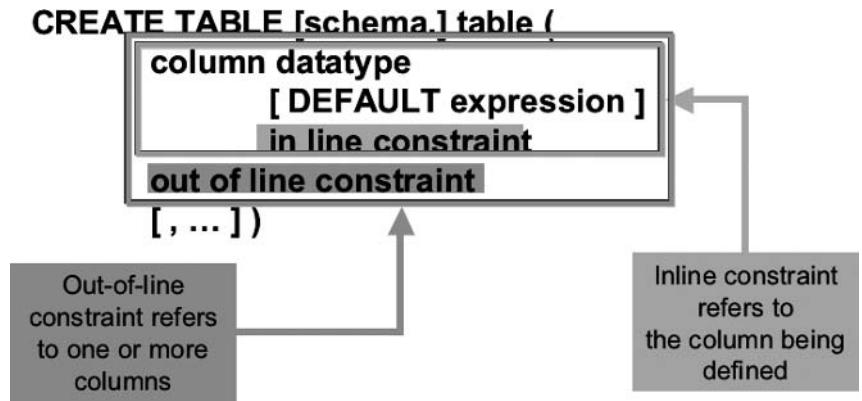 CREATE TABLE [schema.] table (
column datatype
[ DEFAULT expression ]
in line constraint
out of line constraint
[ , ... ] )
Out-of-line
constraint refers
to one or more
columns
Inline constraint
refers to
the column being
defined